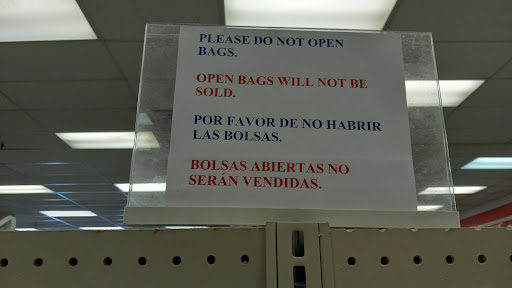 PLEASE DO NOT OPEN
BAGS.
OPEN BAGS WILL NOT BE
SOLD.
POR FAVOR DE NO HABRIR
LAS BOLSAS.
BOLSAS ABIERTAS NO
SERÁN VENDIDAS.